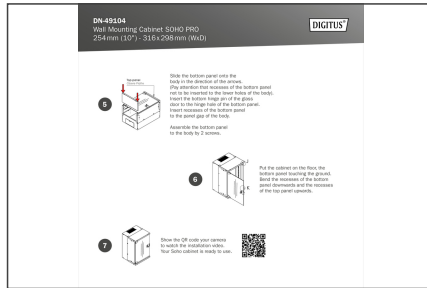 DN-49104
Wall Mounting Cabinet SOHO PRO
254 mm (10") - 316 x 298 mm (WxD)
DIGITUS®
5
Slide the bottom panel onto the
body in the direction of the arrows.
(Pay attention that recesses of the bottom panel
not to be inserted to the lower holes of the body).
Insert the bottom hinge pin of the glass
door to the hinge hole of the bottom panel.
Insert recesses of the bottom panel
to the panel gap of the body.
Assemble the bottom panel
to the body by 2 screws.
6
Put the cabinet on the floor, the
bottom panel touching the ground.
Bend the recesses of the bottom
panel downwards and the recesses
of the top panel upwards.
7
Show the QR code your camera
to watch the installation video.
Your Soho cabinet is ready to use.